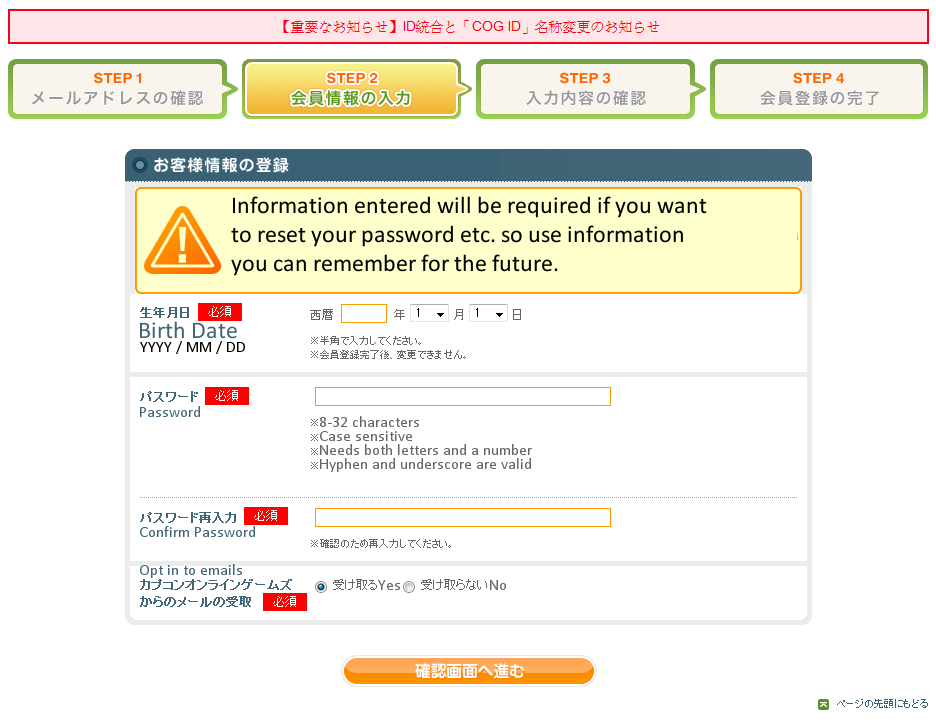 【重要なお知らせ】ID統合と「COG ID」名称変更のお知らせ
STEP 1
メールアドレスの確認
STEP 2
会員情報の入力
STEP 3
入力内容の確認
STEP 4
会員登録の完了
お客様情報の登録
Information entered will be required if you want
to reset your password etc. so use information
you can remember for the future.
生年月日 必須
Birth Date
YYYY / MM / DD
西暦 年 1 月 1 日
※半角で入力してください。
※会員登録完了後、変更できません。
パスワード 必須
Password
※8-32 characters
※Case sensitive
※Needs both letters and a number
※Hyphen and underscore are valid
パスワード再入力 必須
Confirm Password
※確認のため再入力してください。
Opt in to emails
カプコンオンラインゲームズ
からのメールの受取 必須
受け取るYes 受け取らないNo
確認画面へ進む
ページの先頭にもどる